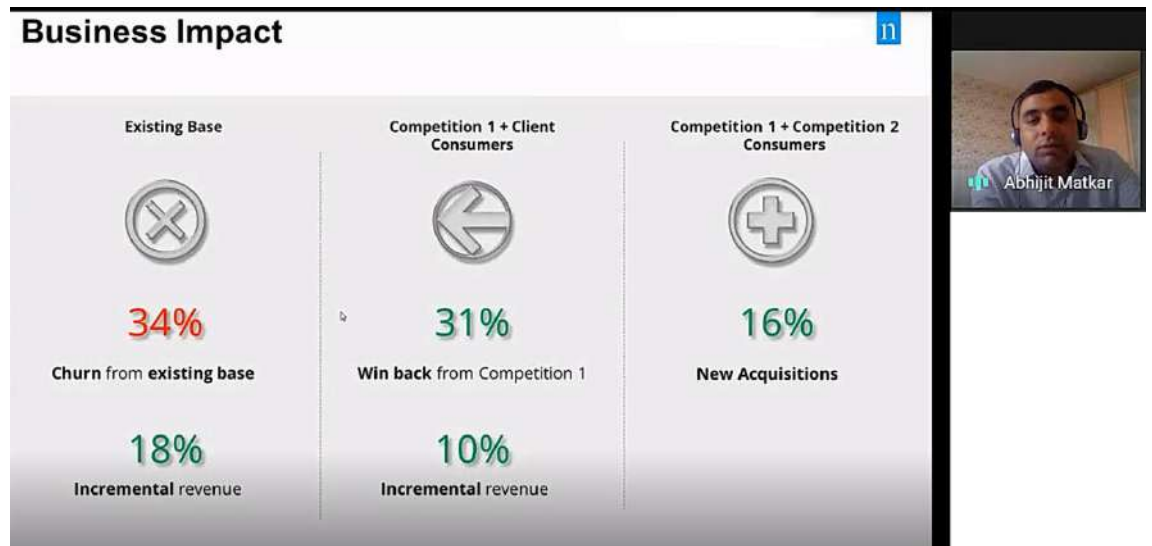 Business Impact
n
Existing Base
Competition 1 + Client
Consumers
Competition 1 + Competition 2
Consumers
34%
31%
16%
Churn from existing base
Win back from Competition 1
New Acquisitions
18%
10%
Incremental revenue
Incremental revenue
Abhijit Matkar